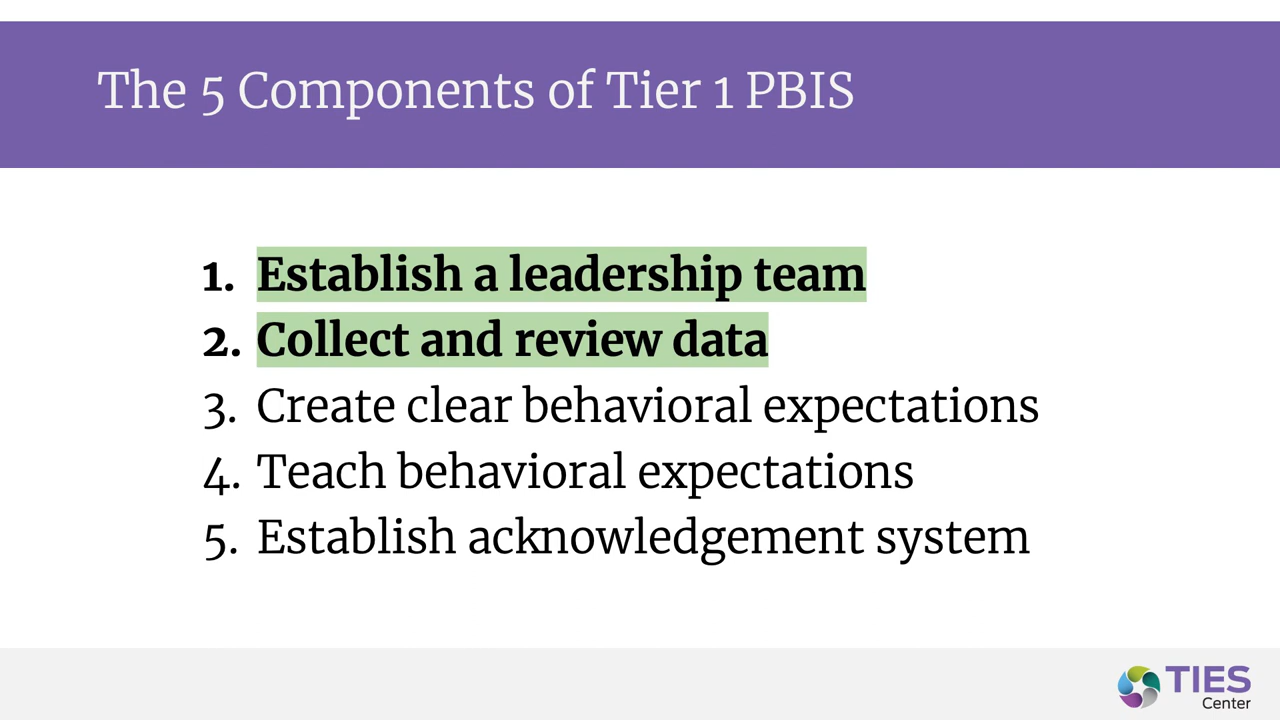 The 5 Components of Tier 1 PBIS
1. Establish a leadership team
2. Collect and review data
3. Create clear behavioral expectations
4. Teach behavioral expectations
5. Establish acknowledgement system
TIES
Center